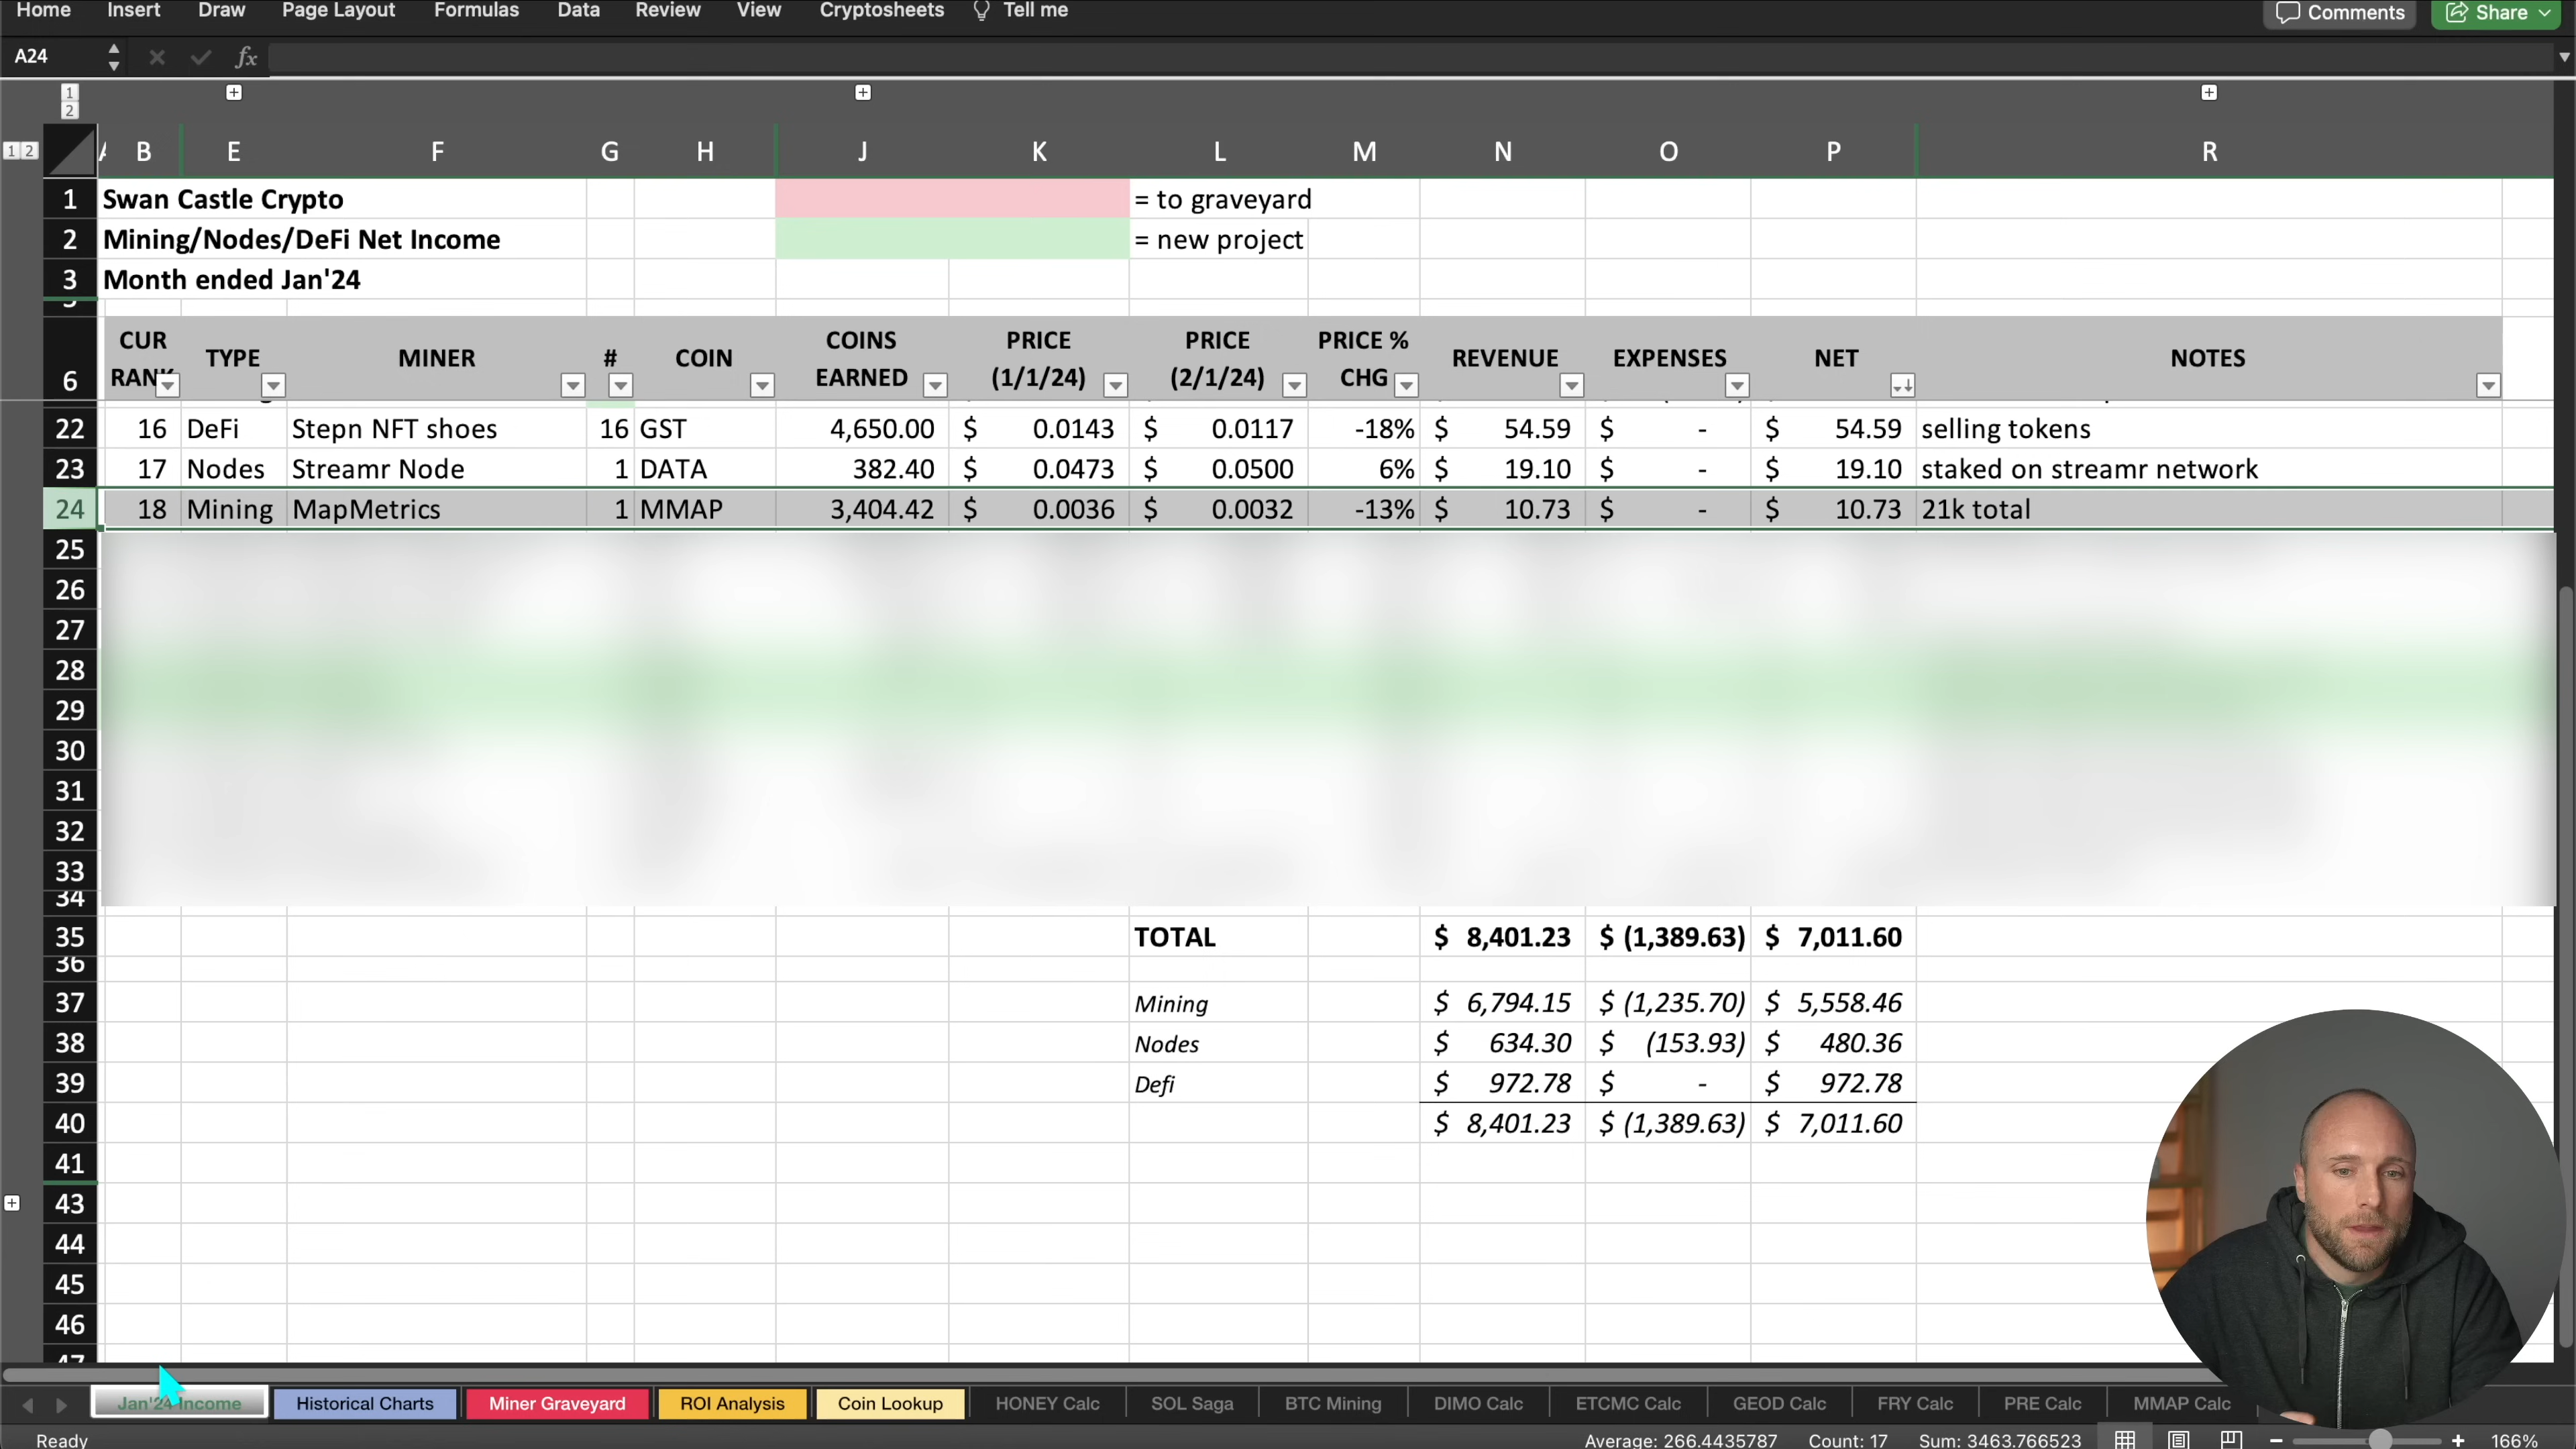 Home Insert Draw Page Layout Formulas Data Review View Cryptosheets Tell me Comments Share
A24 fx
1
2
1 2 B E F G H J K L M N O P R
1 Swan Castle Crypto = to graveyard
2 Mining/Nodes/DeFi Net Income = new project
3 Month ended Jan'24
6 CUR RANK TYPE MINER # COIN COINS EARNED PRICE (1/1/24) PRICE (2/1/24) PRICE % CHG REVENUE EXPENSES NET NOTES
22 16 DeFi Stepn NFT shoes 16 GST 4,650.00 $ 0.0143 $ 0.0117 -18% $ 54.59 $ - $ 54.59 selling tokens
23 17 Nodes Streamr Node 1 DATA 382.40 $ 0.0473 $ 0.0500 6% $ 19.10 $ - $ 19.10 staked on streamr network
24 18 Mining MapMetrics 1 MMAP 3,404.42 $ 0.0036 $ 0.0032 -13% $ 10.73 $ - $ 10.73 21k total
25
26
27
28
29
30
31
32
33
34
35 TOTAL $ 8,401.23 $ (1,389.63) $ 7,011.60
36
37 Mining $ 6,794.15 $ (1,235.70) $ 5,558.46
38 Nodes $ 634.30 $ (153.93) $ 480.36
39 Defi $ 972.78 $ - $ 972.78
40 $ 8,401.23 $ (1,389.63) $ 7,011.60
41
43
44
45
46
47
Jan'24 Income Historical Charts Miner Graveyard ROI Analysis Coin Lookup HONEY Calc SOL Saga BTC Mining DIMO Calc ETCMC Calc GEOD Calc FRY Calc PRE Calc MMAP Calc
Ready Average: 266.4435787 Count: 17 Sum: 3463.766523 166%